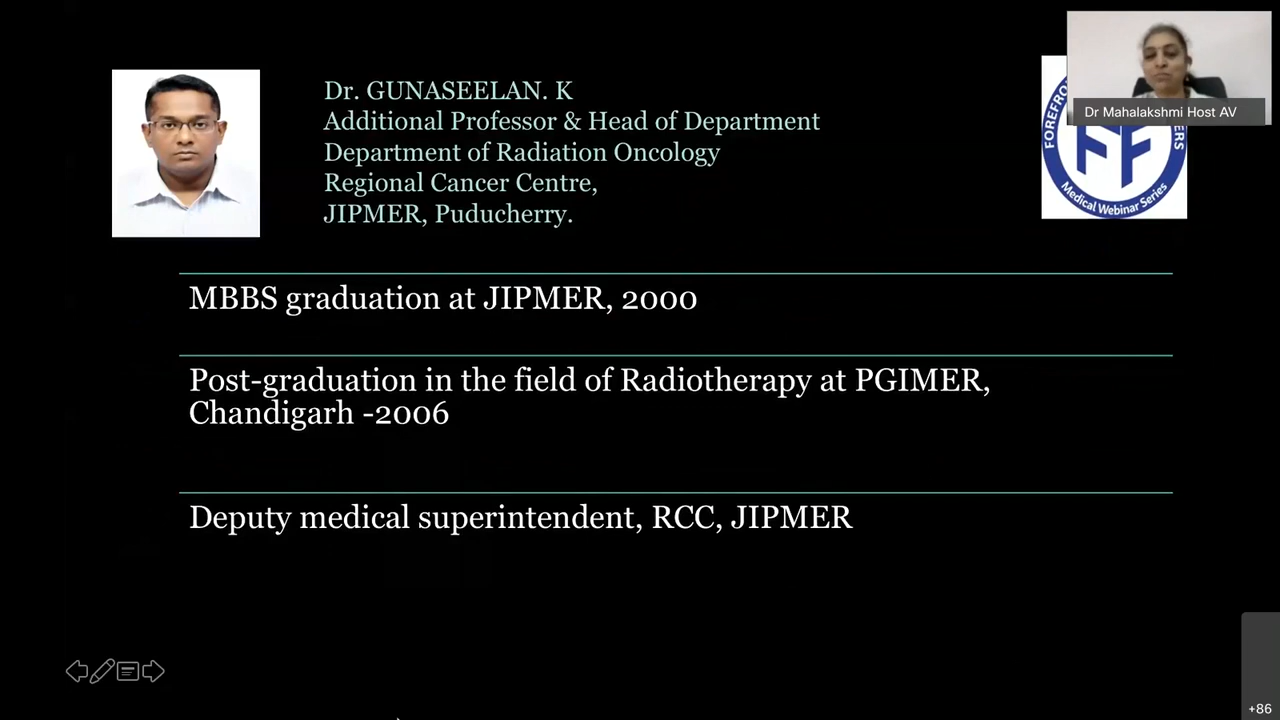 Dr. GUNASEELAN. K
Additional Professor & Head of Department
Department of Radiation Oncology
Regional Cancer Centre,
JIPMER, Puducherry.
Dr Mahalakshmi Host AV
FF
Medical Webinar Series
MBBS graduation at JIPMER, 2000
Post-graduation in the field of Radiotherapy at PGIMER,
Chandigarh -2006
Deputy medical superintendent, RCC, JIPMER
+86